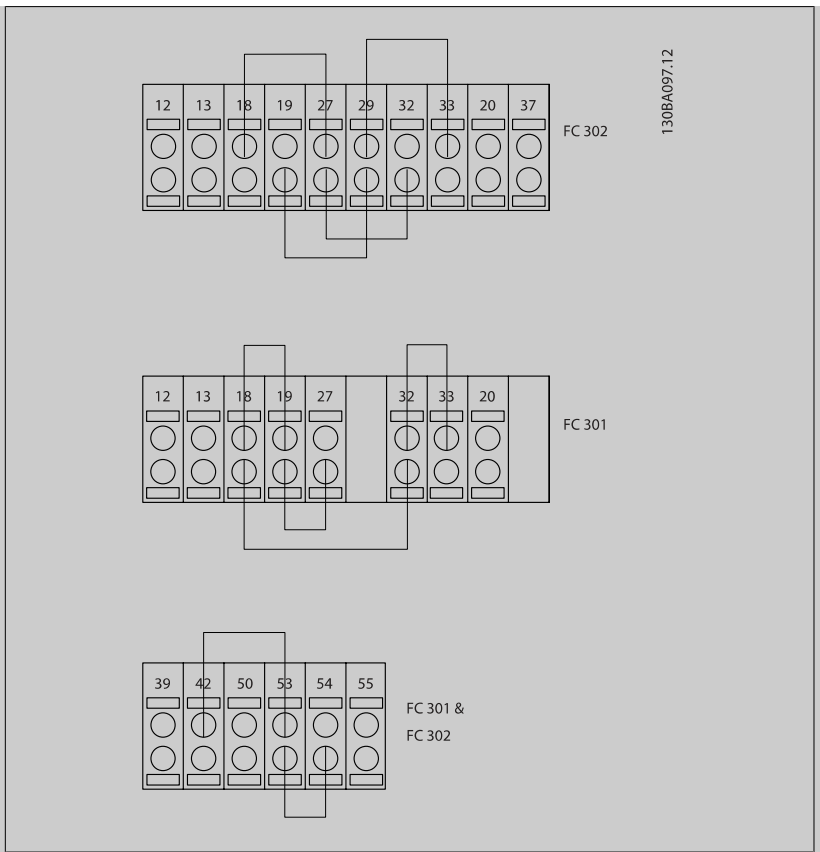 130BA097.12
12 13 18 19 27 29 32 33 20 37
FC 302
12 13 18 19 27 32 33 20
FC 301
39 42 50 53 54 55
FC 301 &
FC 302